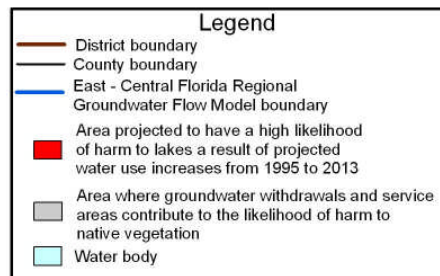 Legend
District boundary
County boundary
East - Central Florida Regional
Groundwater Flow Model boundary
Area projected to have a high likelihood
of harm to lakes a result of projected
water use increases from 1995 to 2013
Area where groundwater withdrawals and service
areas contribute to the likelihood of harm to
native vegetation
Water body